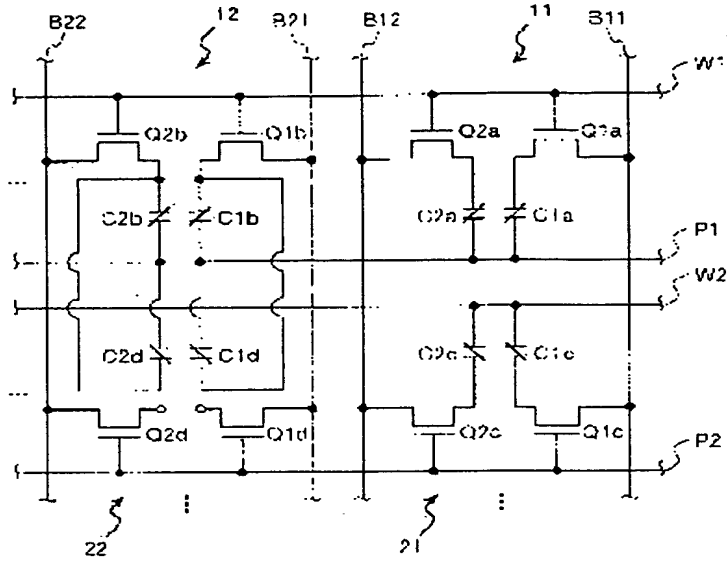 B22 12 B21 B12 11 B11
W1
Q2b Q1b Q2a Q1a
...
C2b C1b C2a C1a
P1
W2
C2d C1d C2c C1c
...
Q2d Q1d Q2c Q1c
P2
22 ... 21 ...